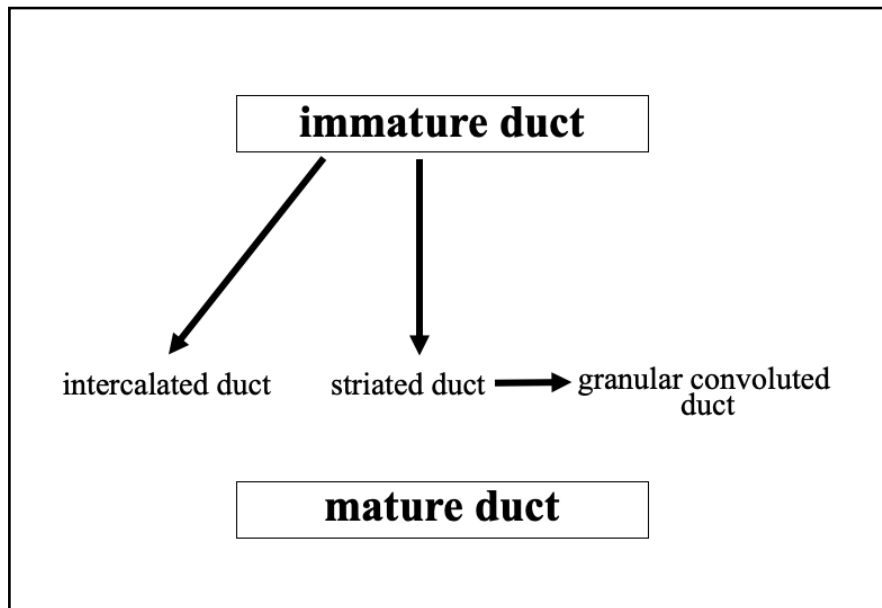 immature duct
intercalated duct
striated duct
granular convoluted
duct
mature duct